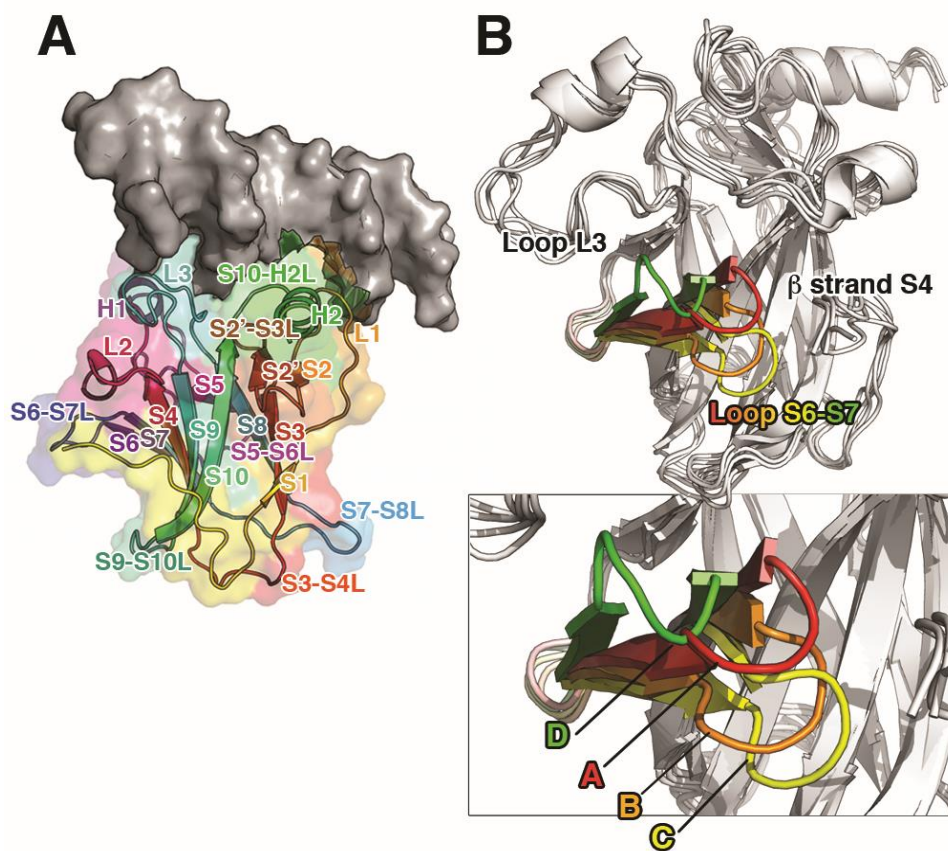 A
B
S10-H2L
L3
H1
H2
S2'-S3L
L1
L2
S2'
S2
S5
S6-S7L
S4
S9
S8
S3
S6
S7
S5-S6L
S10
S1
S7-S8L
S9-S10L
S3-S4L
Loop L3
β strand S4
Loop S6-S7
D
A
B
C